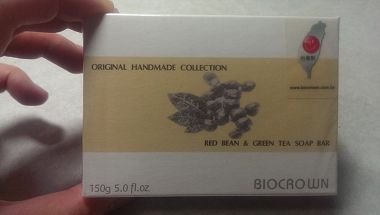 ORIGINAL HANDMADE COLLECTION
RED BEAN & GREEN TEA SOAP BAR
150g 5.0 fl.oz
BIOCROWN